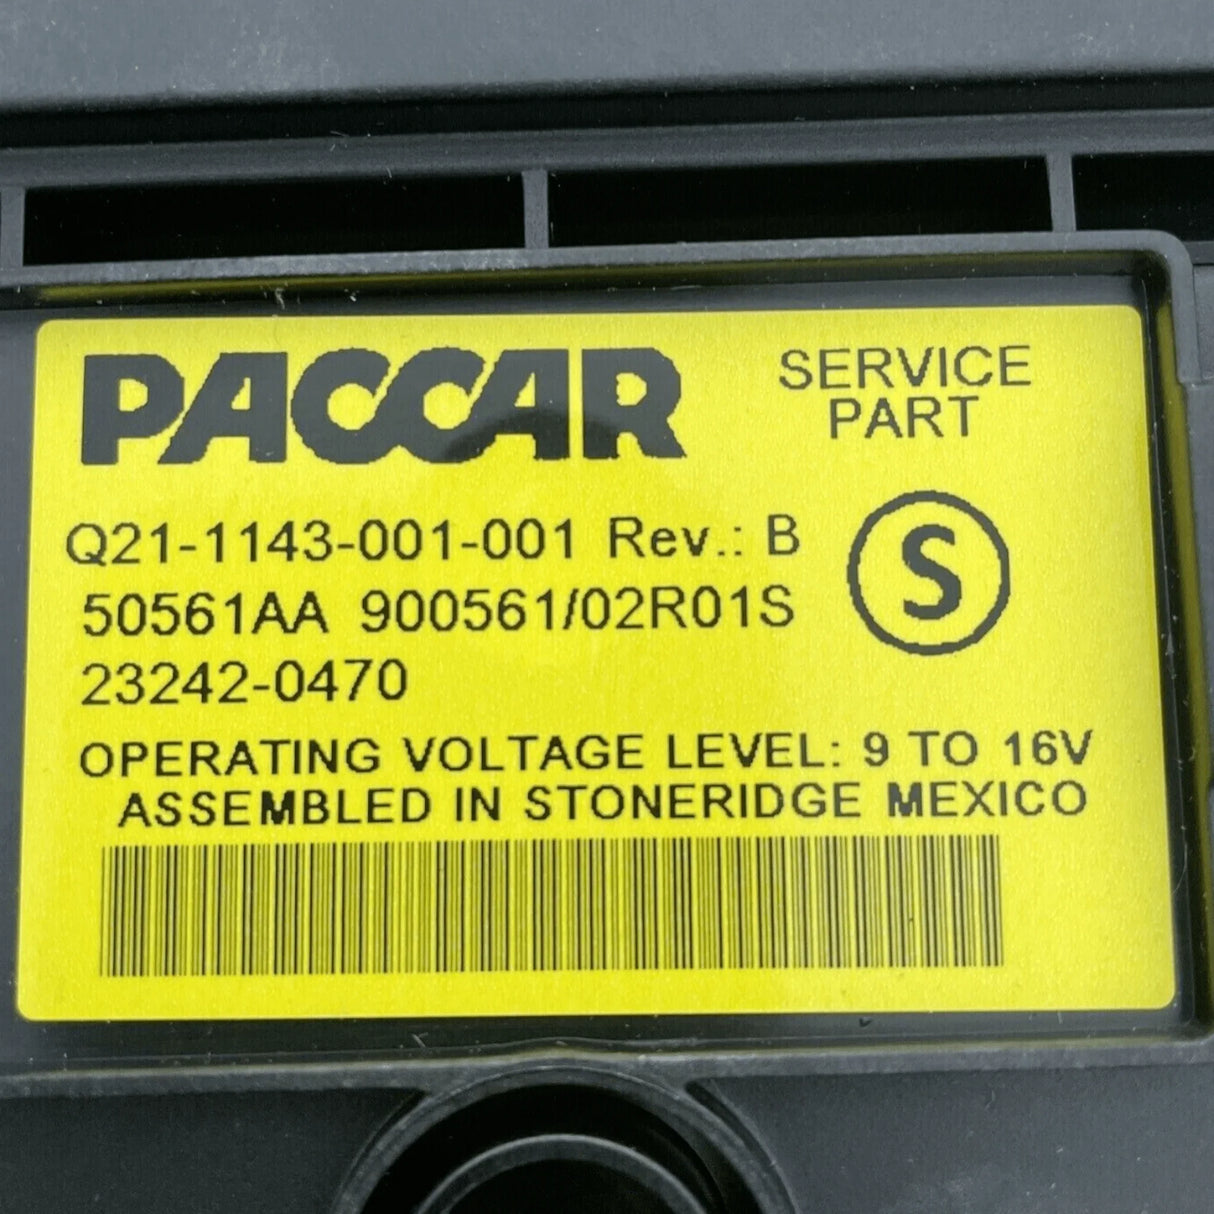 PACCAR
SERVICE
PART
Q21-1143-001-001 Rev.: B
S
50561AA 900561/02R01S
23242-0470
OPERATING VOLTAGE LEVEL: 9 TO 16V
ASSEMBLED IN STONERIDGE MEXICO